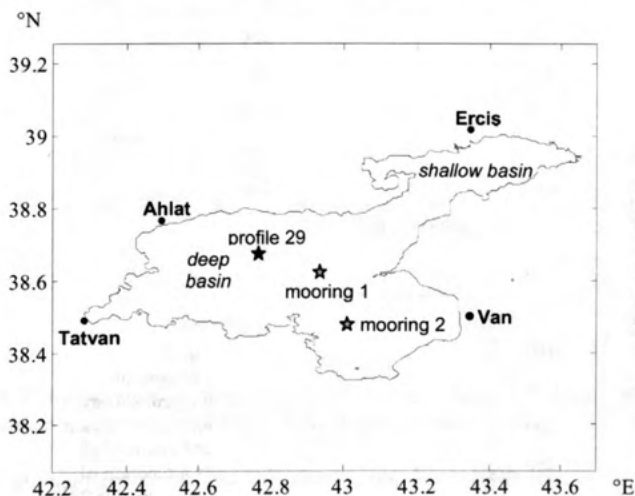 °N
39.2
39
38.8
38.6
38.4
38.2
Erciş
shallow basin
Ahlat
profile 29
deep
basin
mooring 1
mooring 2
Van
Tatvan
42.2 42.4 42.6 42.8 43 43.2 43.4 43.6 °E